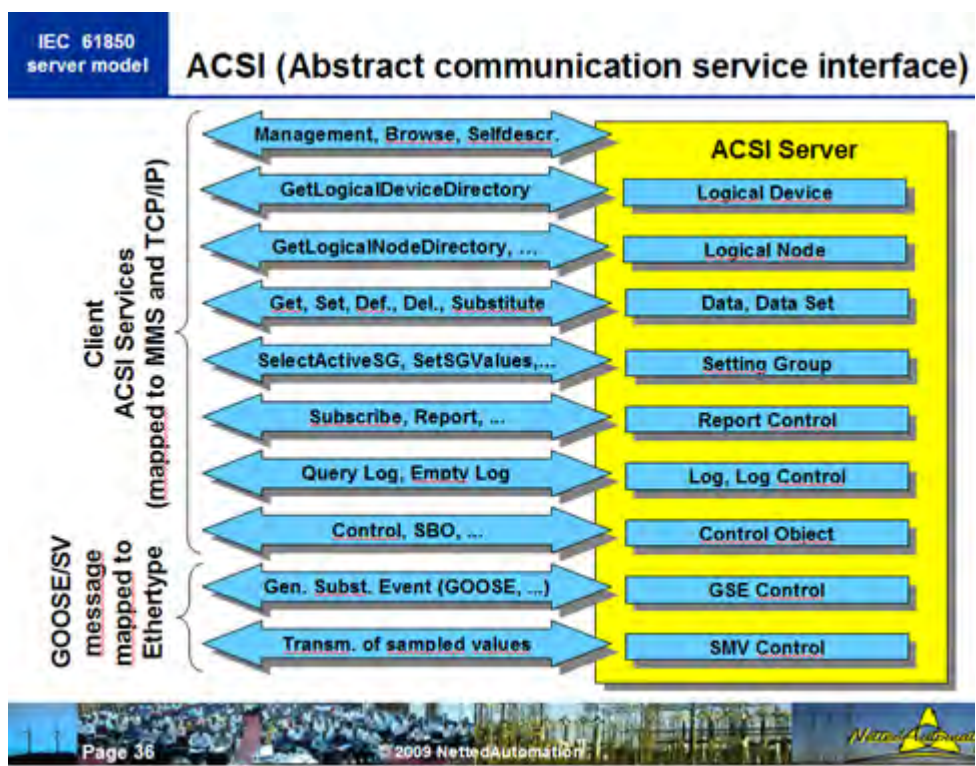 IEC 61850
server model
ACSI (Abstract communication service interface)
Client
ACSI Services
(mapped to MMS and TCP/IP)
GOOSE/SV
message
mapped to
Ethertype
Management, Browse, Selfdescr.
GetLogicalDeviceDirectory
GetLogicalNodeDirectory, ...
Get, Set, Def., Del., Substitute
SelectActiveSG, SetSGValues,...
Subscribe, Report, ...
Query Log, Empty Log
Control, SBO, ...
Gen. Subst. Event (GOOSE, ...)
Transm. of sampled values
ACSI Server
Logical Device
Logical Node
Data, Data Set
Setting Group
Report Control
Log, Log Control
Control Object
GSE Control
SMV Control
Page 36
© 2009 NettedAutomation